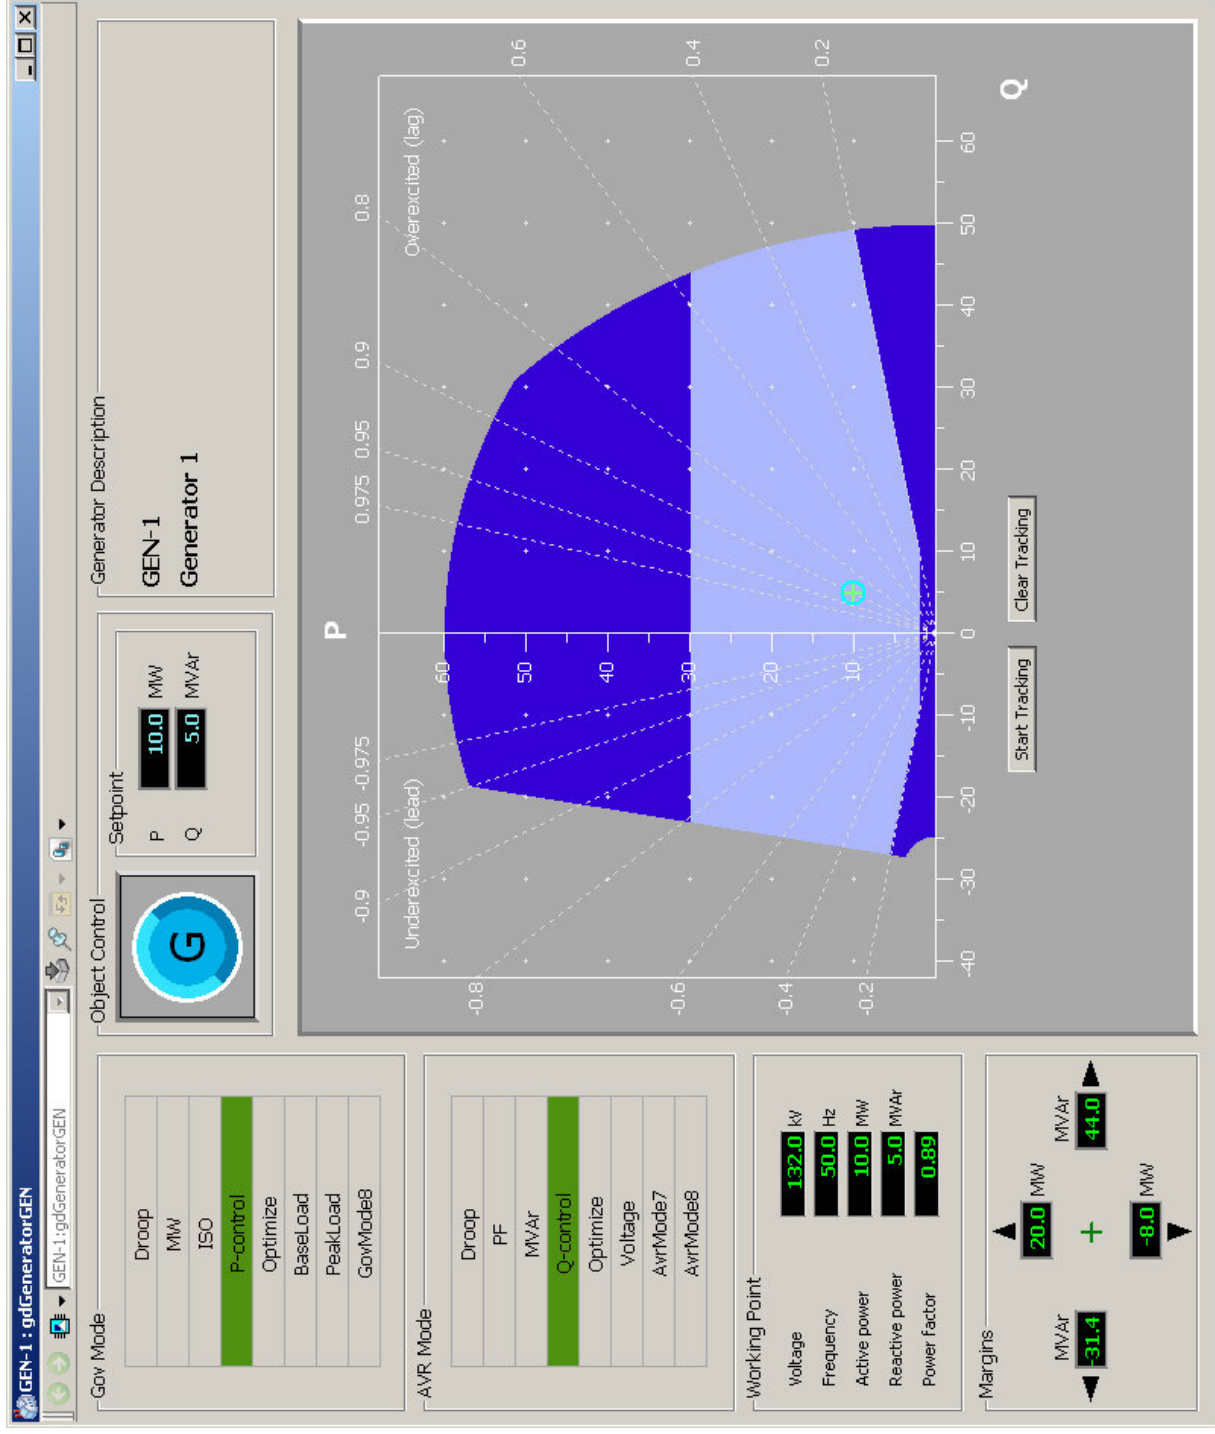 GEN-1 : gdGeneratorGEN
GEN-1:gdGeneratorGEN
Gov Mode
Droop
MW
ISO
P-control
Optimize
BaseLoad
PeakLoad
GovMode8
AVR Mode
Droop
PF
MVAr
Q-control
Optimize
Voltage
AvrMode7
AvrMode8
Working Point
Voltage 132.0 kV
Frequency 50.0 Hz
Active power 10.0 MW
Reactive power 5.0 MVAr
Power factor 0.89
Margins
MVAr -31.4
20.0 MW
-8.0 MW
MVAr 44.0
Object Control
G
Setpoint
P 10.0 MW
Q 5.0 MVAr
Generator Description
GEN-1
Generator 1
P
-0.9 -0.95 -0.975 0.975 0.95 0.9 0.8
Underexcited (lead) Overexcited (lag)
-0.8 0.6
-0.6 0.4
-0.4 0.2
-0.2
60
50
40
30
20
10
-40 -30 -20 -10 0 10 20 30 40 50 60
Q
Start Tracking Clear Tracking